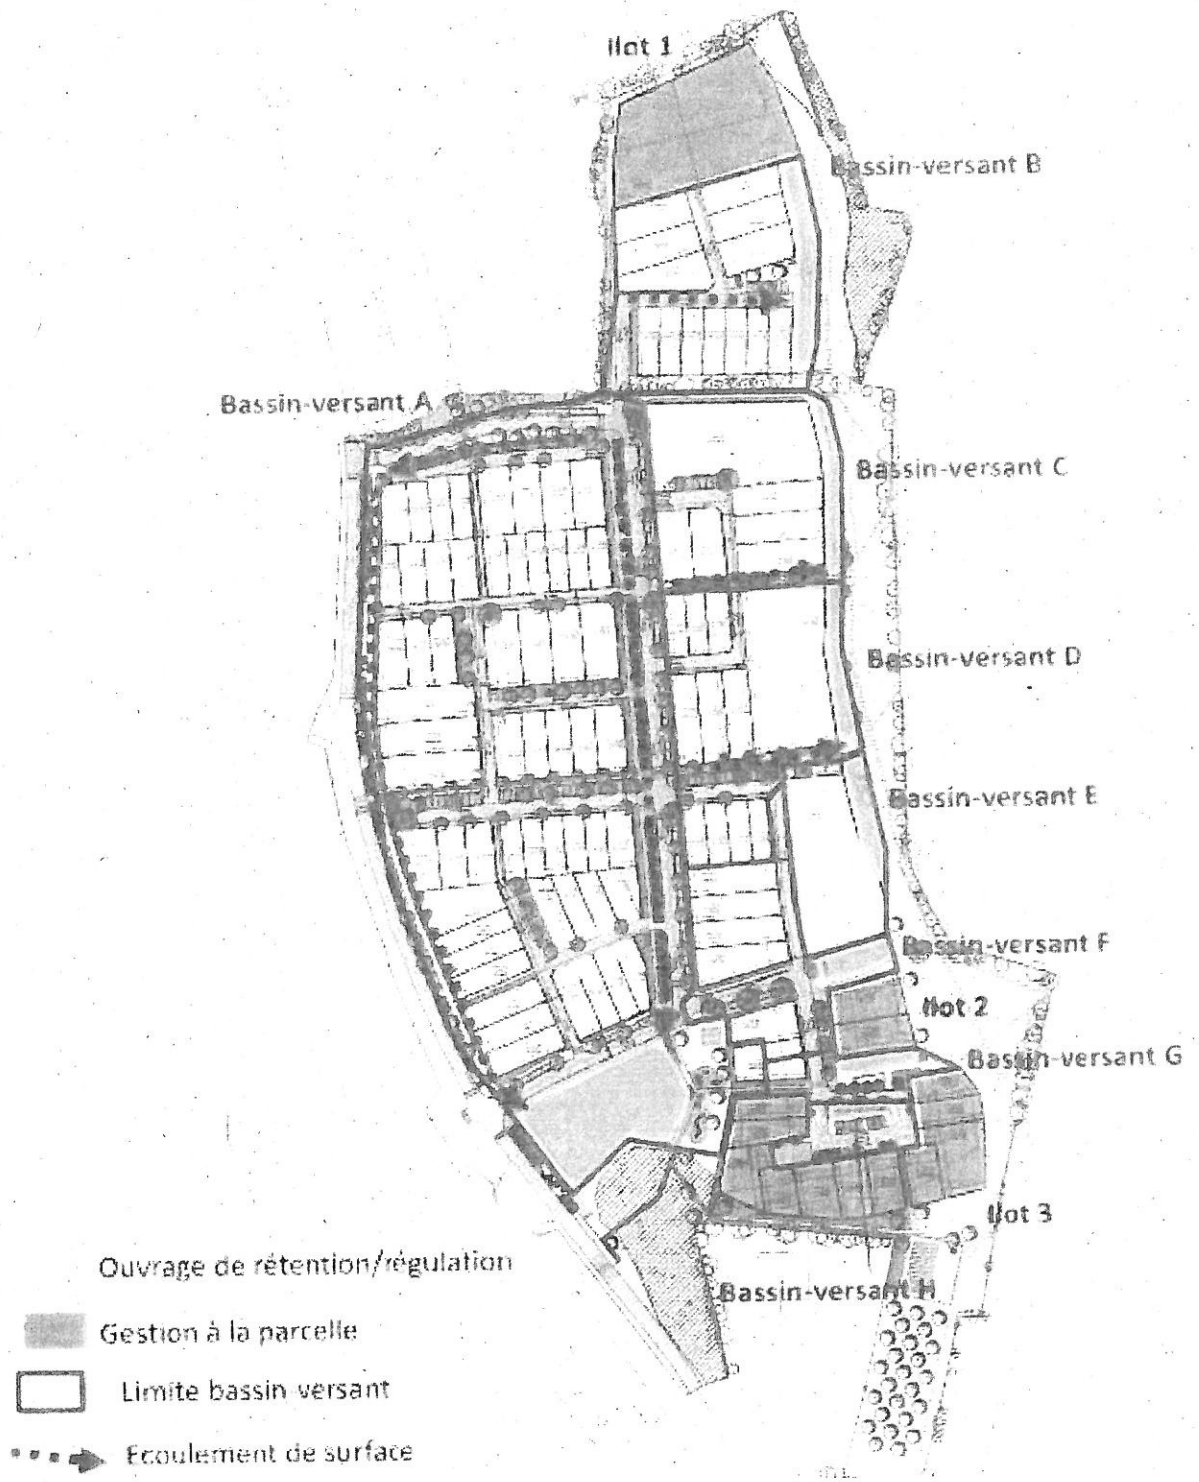 Ilot 1
Bassin-versant B
Bassin-versant A
Bassin-versant C
Bassin-versant D
Bassin-versant E
Bassin-versant F
Ilot 2
Bassin-versant G
Ilot 3
Bassin-versant H
Ouvrage de rétention/régulation
Gestion à la parcelle
Limite bassin versant
Ecoulement de surface